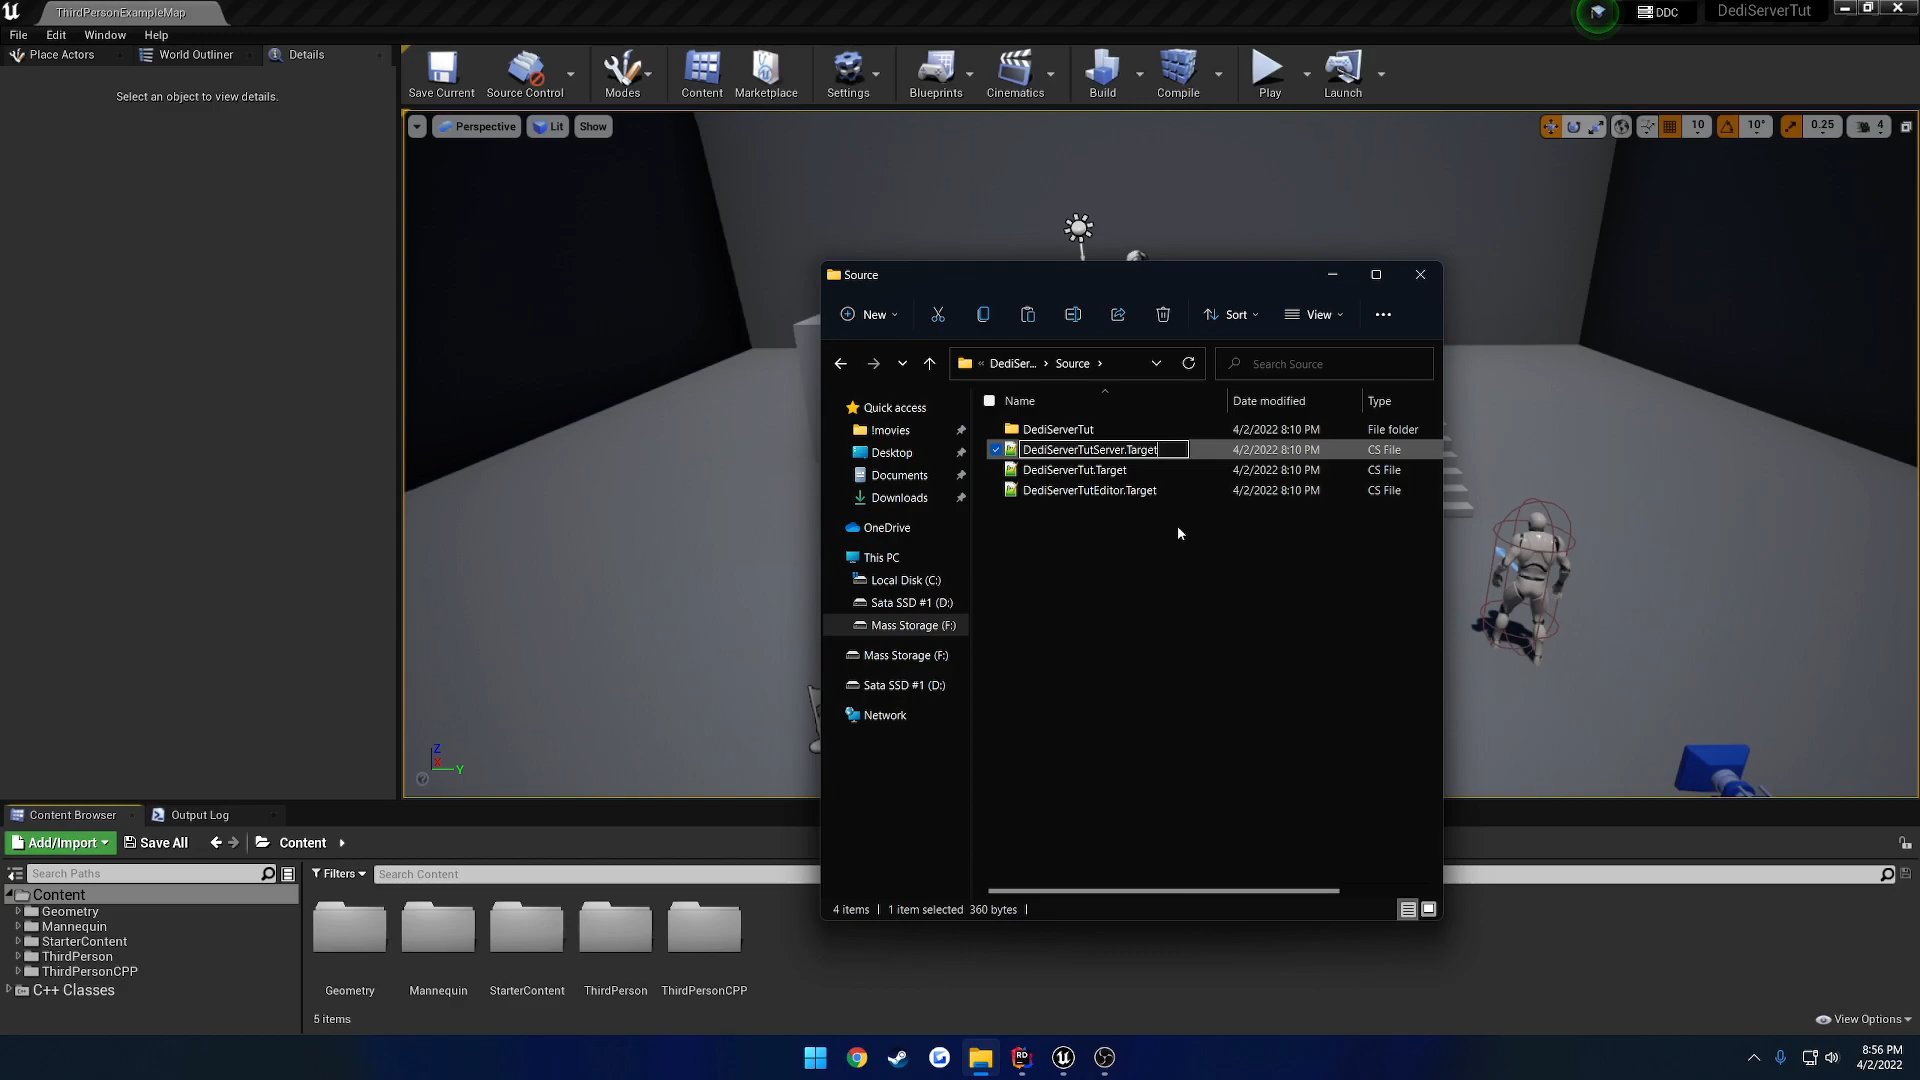 ThirdPersonExampleMap
DDC
DediServerTut
File Edit Window Help
Place Actors World Outliner Details
Select an object to view details.
Save Current Source Control Modes Content Marketplace Settings Blueprints Cinematics Build Compile Play Launch
Perspective Lit Show
10 10° 0.25 4
Source
New Sort View
« DediSer... > Source >
Search Source
Name Date modified Type
Quick access
!movies
Desktop
Documents
Downloads
OneDrive
This PC
Local Disk (C:)
Sata SSD #1 (D:)
Mass Storage (F:)
Mass Storage (F:)
Sata SSD #1 (D:)
Network
DediServerTut 4/2/2022 8:10 PM File folder
DediServerTutServer.Target 4/2/2022 8:10 PM CS File
DediServerTut.Target 4/2/2022 8:10 PM CS File
DediServerTutEditor.Target 4/2/2022 8:10 PM CS File
4 items 1 item selected 360 bytes
Z
X
Y
Content Browser Output Log
Add/Import Save All Content
Search Paths Filters Search Content
Content
Geometry
Mannequin
StarterContent
ThirdPerson
ThirdPersonCPP
C++ Classes
Geometry Mannequin StarterContent ThirdPerson ThirdPersonCPP
5 items
View Options
8:56 PM
4/2/2022